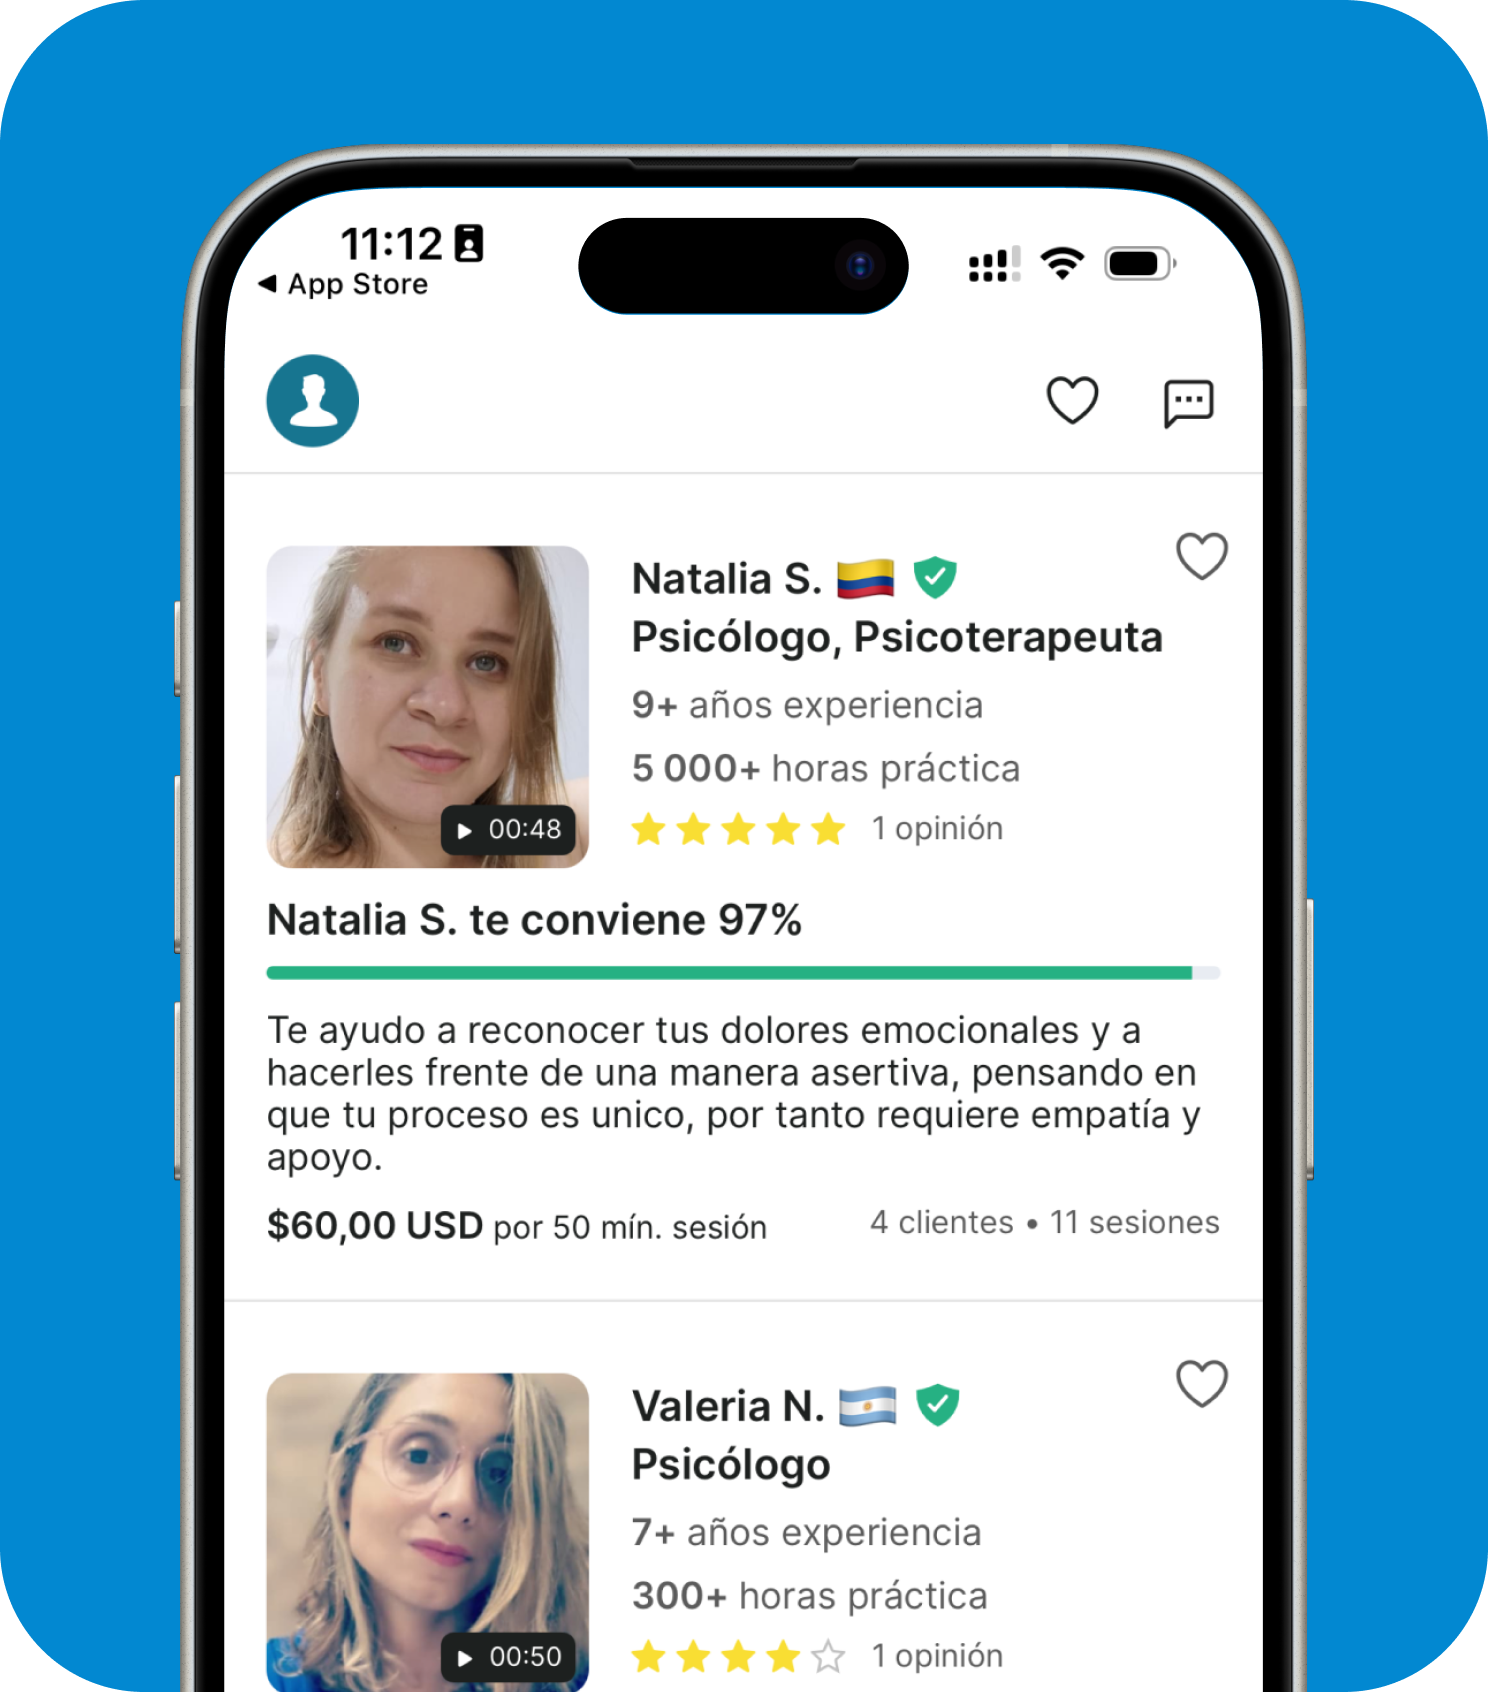 11:12
App Store
Natalia S.
Psicólogo, Psicoterapeuta
9+ años experiencia
5 000+ horas práctica
1 opinión
00:48
Natalia S. te conviene 97%
Te ayudo a reconocer tus dolores emocionales y a
hacerles frente de una manera asertiva, pensando en
que tu proceso es unico, por tanto requiere empatía y
apoyo.
$60,00 USD por 50 mín. sesión
4 clientes • 11 sesiones
Valeria N.
Psicólogo
7+ años experiencia
300+ horas práctica
1 opinión
00:50